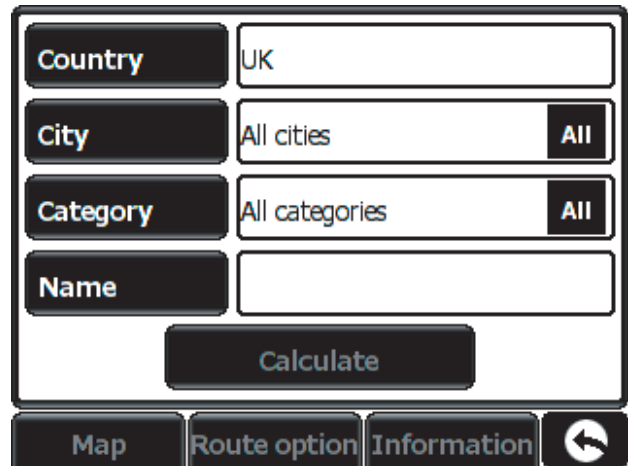 Country UK
City All cities All
Category All categories All
Name
Calculate
Map Route option Information